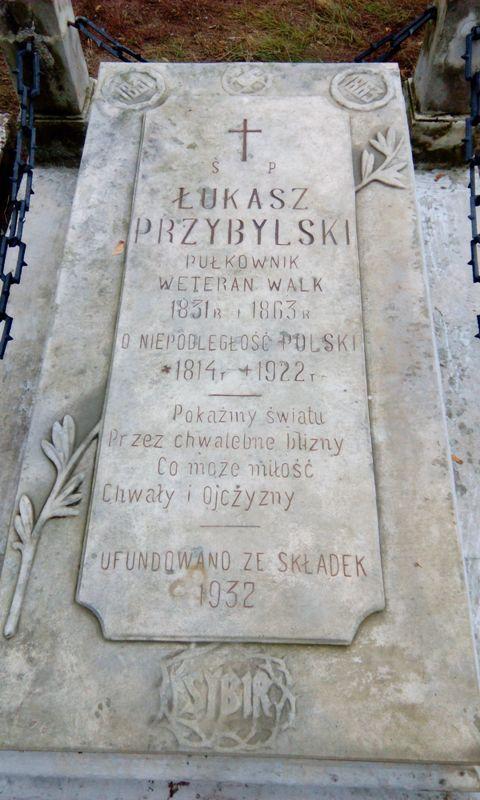 Ś P
ŁUKASZ
PRZYBYLSKI
PUŁKOWNIK
WETERAN WALK
1831R I 1863R
O NIEPODLEGŁOŚĆ POLSKI
*1814r +1922r
Pokażmy światu
Przez chwalebne blizny
Co może miłość
Chwały i Ojczyzny
UFUNDOWANO ZE SKŁADEK
1932
SYBIR